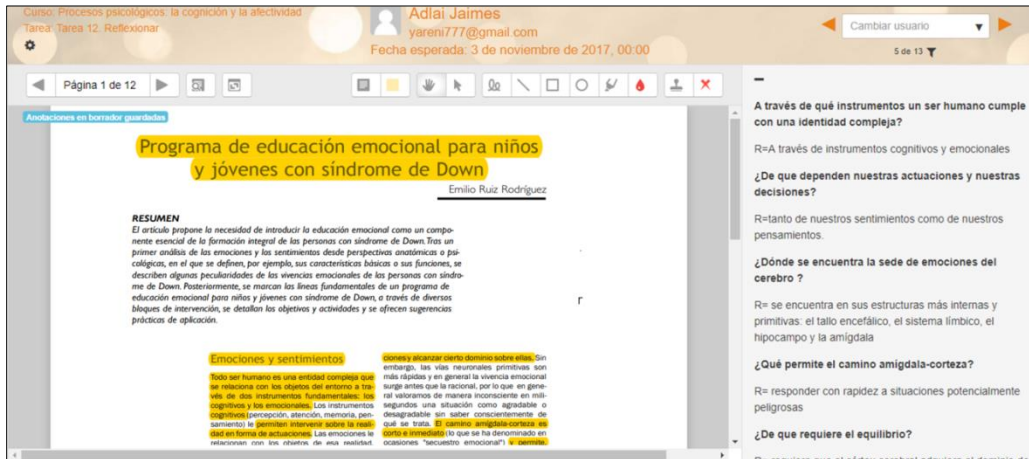 Curso: Procesos psicológicos: la cognición y la afectividad
Tarea: Tarea 12. Reflexionar
Adlai Jaimes
yareni777@gmail.com
Fecha esperada: 3 de noviembre de 2017, 00:00
Cambiar usuario
5 de 13
Página 1 de 12
Anotaciones en borrador guardadas
Programa de educación emocional para niños
y jóvenes con síndrome de Down
Emilio Ruiz Rodríguez
RESUMEN
El artículo propone la necesidad de introducir la educación emocional como un compo-
nente esencial de la formación integral de las personas con síndrome de Down. Tras un
primer análisis de las emociones y los sentimientos desde perspectivas anatómicas o psi-
cológicas, en el que se definen, por ejemplo, sus características básicas o sus funciones, se
describen algunas peculiaridades de las vivencias emocionales de las personas con síndro-
me de Down. Posteriormente, se marcan las líneas fundamentales de un programa de
educación emocional para niños y jóvenes con síndrome de Down, a través de diversos
bloques de intervención, se detallan los objetivos y actividades y se ofrecen sugerencias
prácticas de aplicación.
Emociones y sentimientos
Todo ser humano es una entidad compleja que
se relaciona con los objetos del entorno a tra-
vés de dos instrumentos fundamentales: los
cognitivos y los emocionales. Los instrumentos
cognitivos (percepción, atención, memoria, pen-
samiento) le permiten intervenir sobre la reali-
dad en forma de actuaciones. Las emociones le
relacionan con los objetos de esa realidad,
ciones y alcanzar cierto dominio sobre ellas. Sin
embargo, las vías neuronales primitivas son
más rápidas y en general la vivencia emocional
surge antes que la racional, por lo que en gene-
ral valoramos de manera inconsciente en mili-
segundos una situación como agradable o
desagradable sin saber conscientemente de
qué se trata. El camino amígdala-corteza es
corto e inmediato (lo que se ha denominado en
ocasiones "secuestro emocional") y permite,
A través de qué instrumentos un ser humano cumple
con una identidad compleja?
R=A través de instrumentos cognitivos y emocionales
¿De que dependen nuestras actuaciones y nuestras
decisiones?
R=tanto de nuestros sentimientos como de nuestros
pensamientos.
¿Dónde se encuentra la sede de emociones del
cerebro ?
R= se encuentra en sus estructuras más internas y
primitivas: el tallo encefálico, el sistema límbico, el
hipocampo y la amígdala
¿Qué permite el camino amígdala-corteza?
R= responder con rapidez a situaciones potencialmente
peligrosas
¿De que requiere el equilibrio?